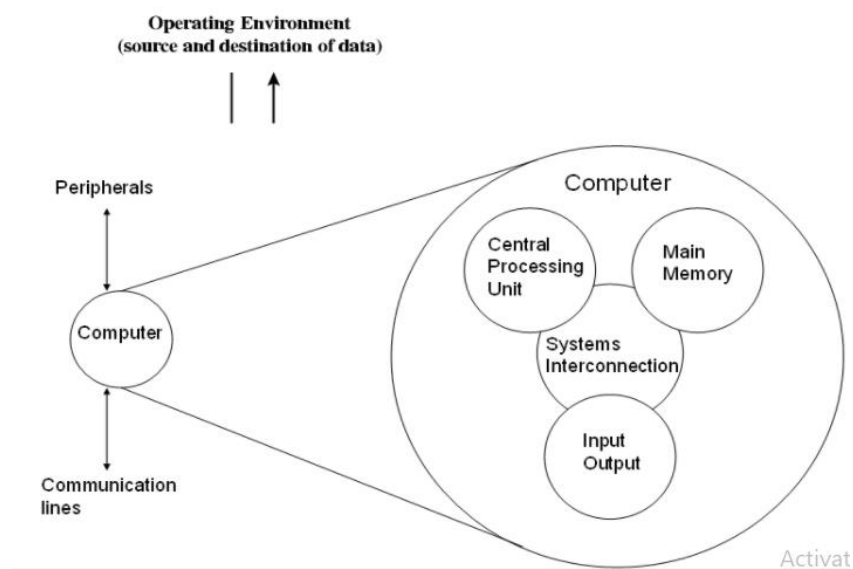 Operating Environment
(source and destination of data)
Peripherals
Computer
Communication
lines
Computer
Central
Processing
Unit
Main
Memory
Systems
Interconnection
Input
Output
Activat